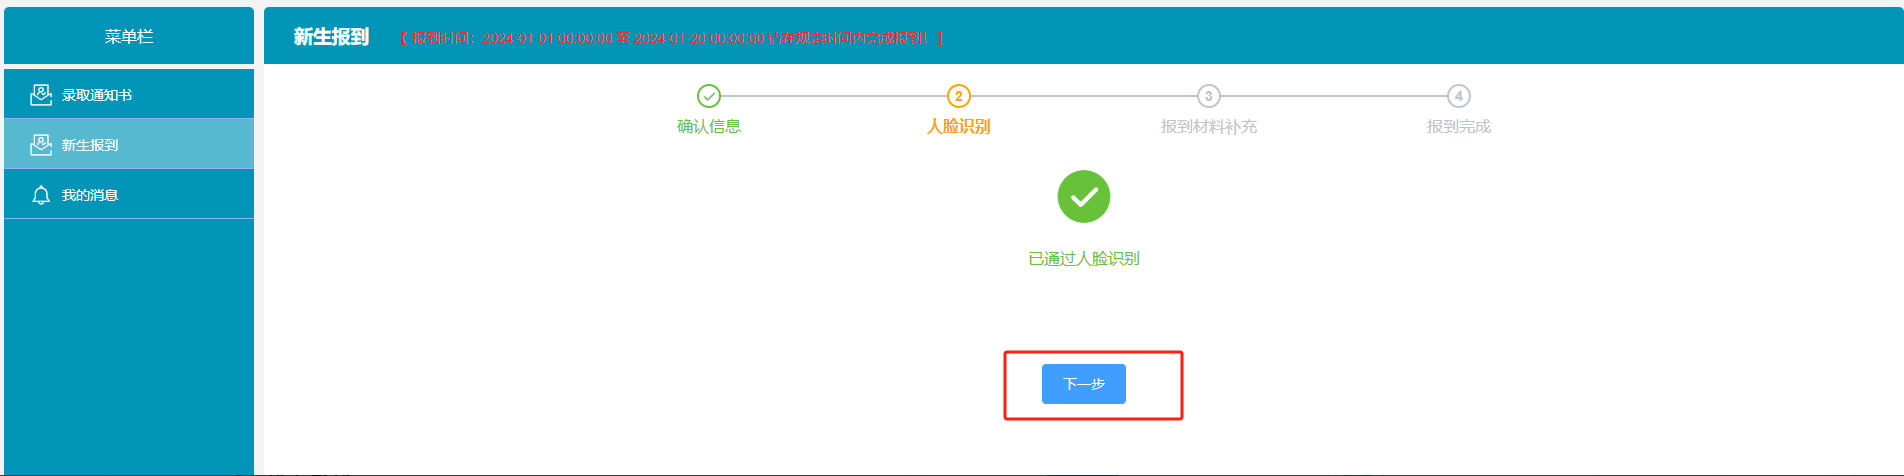 菜单栏
录取通知书
新生报到
我的消息
新生报到 【 报到时间：2024-01-01 00:00:00 至 2024-01-20 00:00:00 请在规定时间内完成报到！】
2 3 4
确认信息 人脸识别 报到材料补充 报到完成
已通过人脸识别
下一步